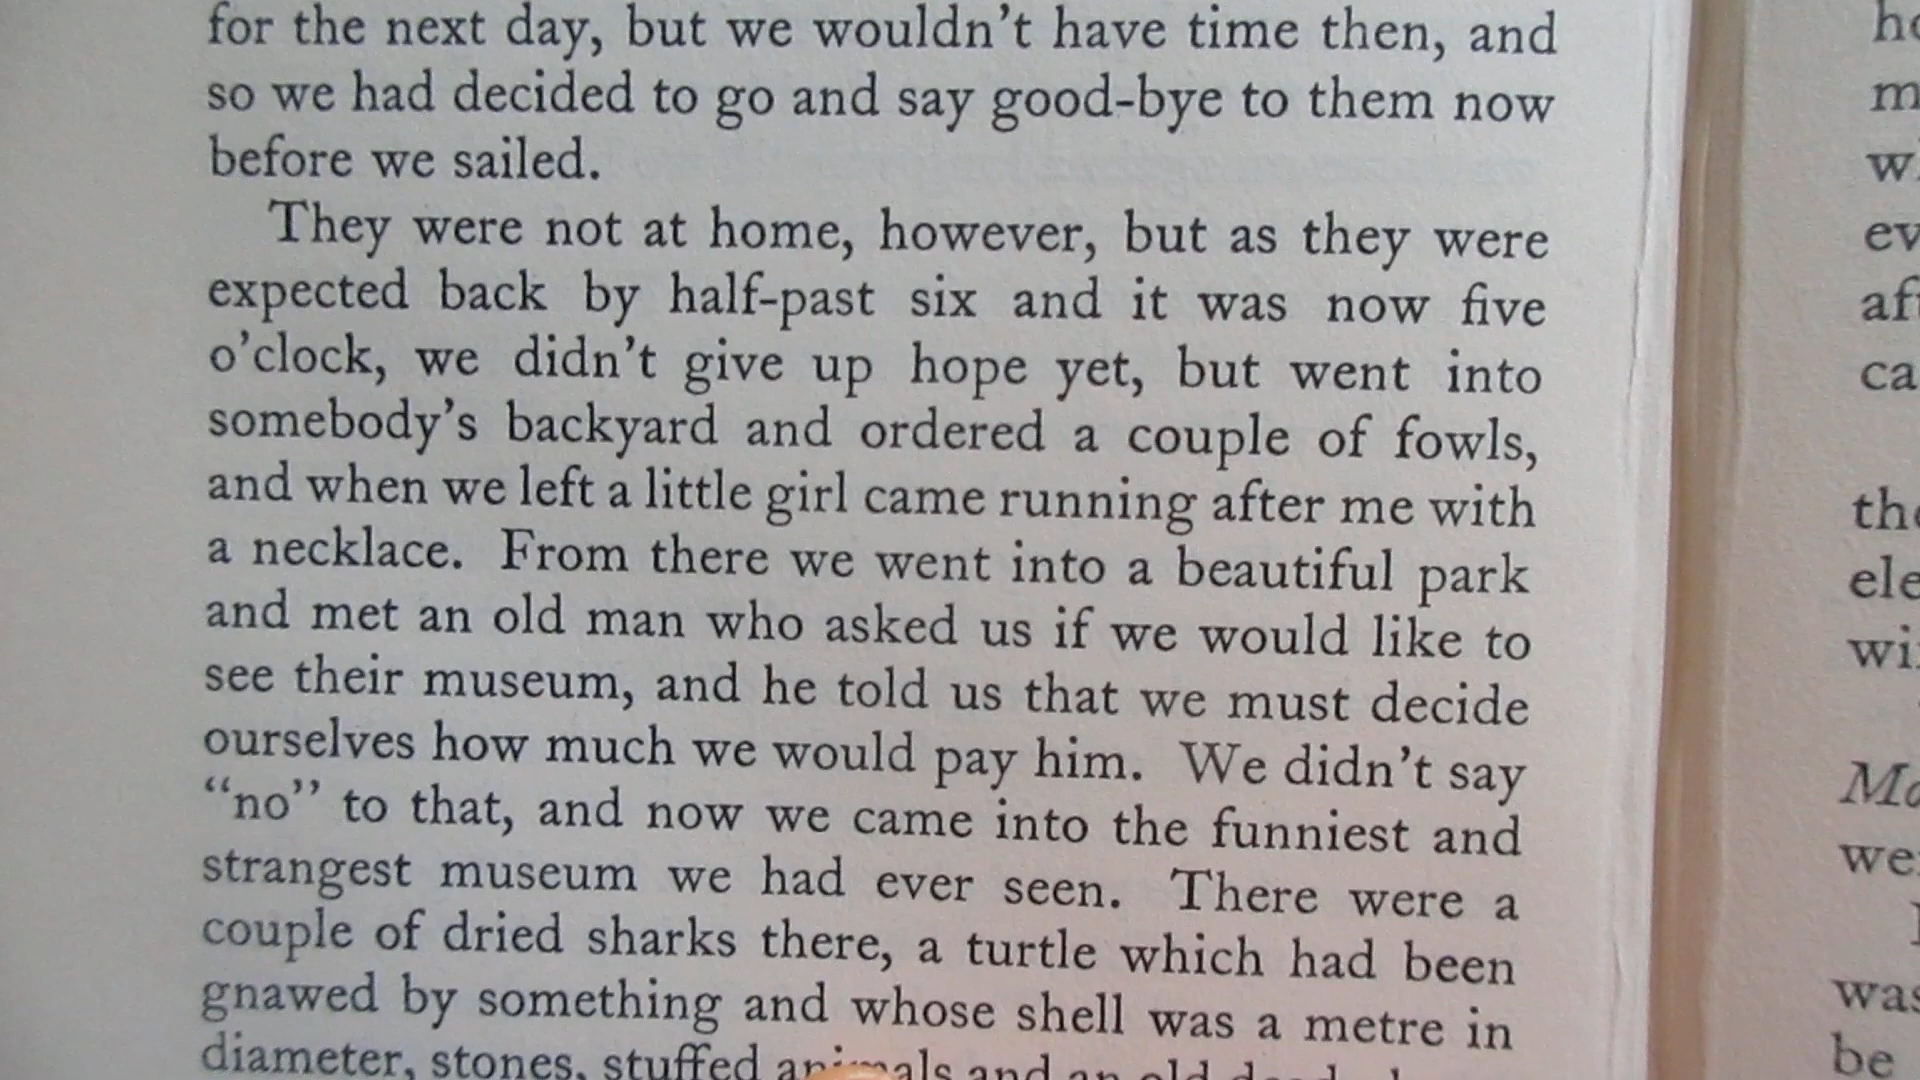 for the next day, but we wouldn't have time then, and
so we had decided to go and say good-bye to them now
before we sailed.
They were not at home, however, but as they were
expected back by half-past six and it was now five
o'clock, we didn't give up hope yet, but went into
somebody's backyard and ordered a couple of fowls,
and when we left a little girl came running after me with
a necklace. From there we went into a beautiful park
and met an old man who asked us if we would like to
see their museum, and he told us that we must decide
ourselves how much we would pay him. We didn't say
“no” to that, and now we came into the funniest and
strangest museum we had ever seen. There were a
couple of dried sharks there, a turtle which had been
gnawed by something and whose shell was a metre in
diameter, stones, stuffed animals and an old